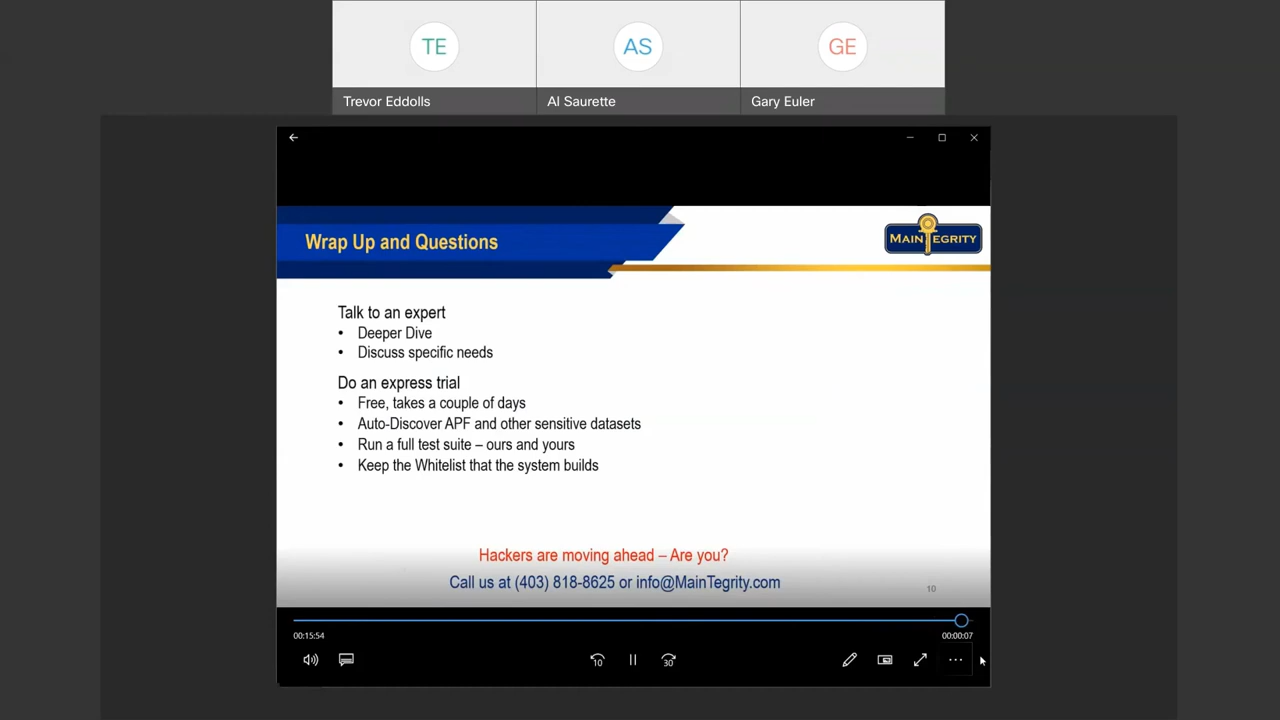 TE
AS
GE
Trevor Eddolls
Al Saurette
Gary Euler
Wrap Up and Questions
MAINTEGRITY
Talk to an expert
• Deeper Dive
• Discuss specific needs
Do an express trial
• Free, takes a couple of days
• Auto-Discover APF and other sensitive datasets
• Run a full test suite – ours and yours
• Keep the Whitelist that the system builds
Hackers are moving ahead – Are you?
Call us at (403) 818-8625 or info@MainTegrity.com
10
00:15:54
00:00:07
10
30